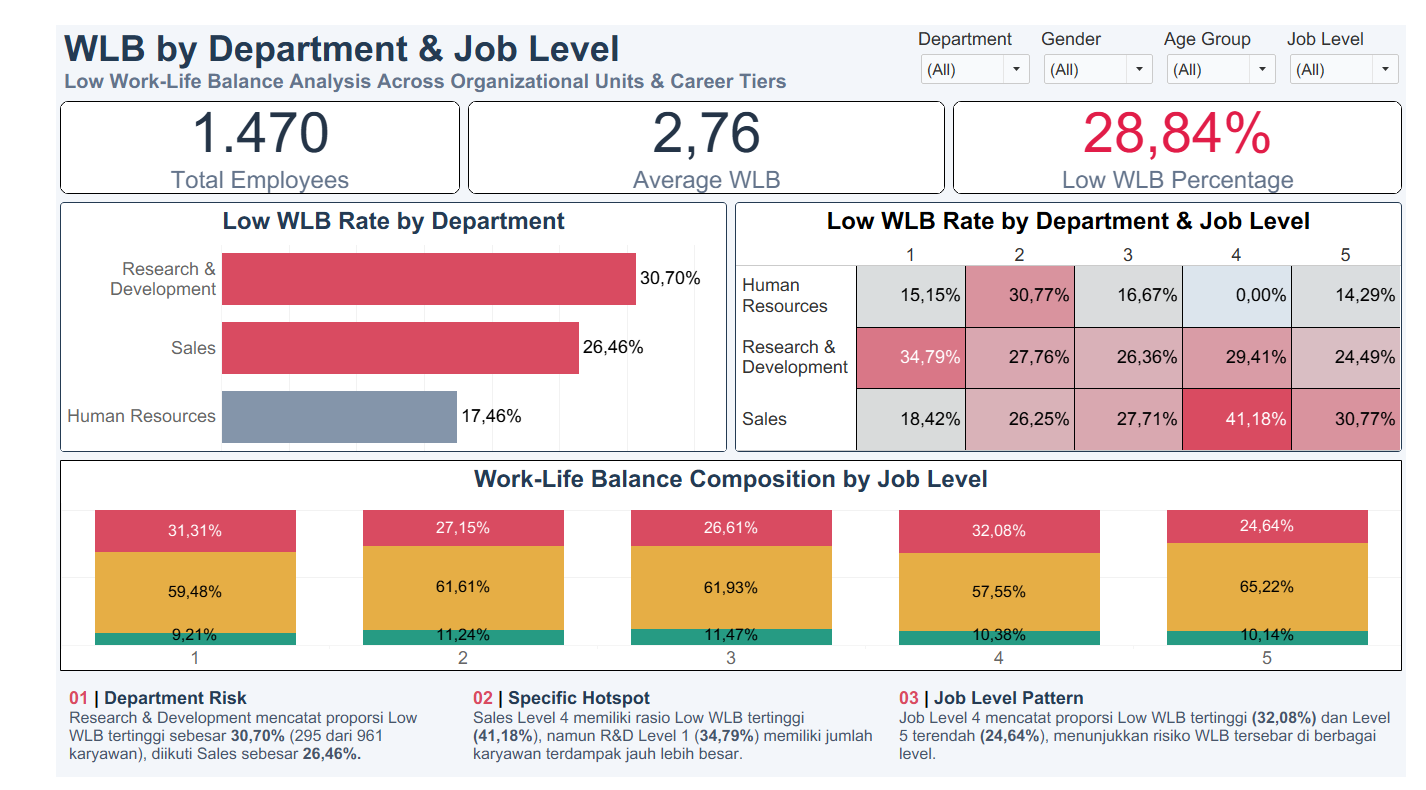 WLB by Department & Job Level
Low Work-Life Balance Analysis Across Organizational Units & Career Tiers
Department
Gender
Age Group
Job Level
(All)
(All)
(All)
(All)
1.470
Total Employees
2,76
Average WLB
28,84%
Low WLB Percentage
Low WLB Rate by Department
Research &
Development
30,70%
Sales
26,46%
Human Resources
17,46%
Low WLB Rate by Department & Job Level
1 2 3 4 5
Human
Resources
15,15% 30,77% 16,67% 0,00% 14,29%
Research &
Development
34,79% 27,76% 26,36% 29,41% 24,49%
Sales
18,42% 26,25% 27,71% 41,18% 30,77%
Work-Life Balance Composition by Job Level
31,31% 27,15% 26,61% 32,08% 24,64%
59,48% 61,61% 61,93% 57,55% 65,22%
9,21% 11,24% 11,47% 10,38% 10,14%
1 2 3 4 5
01 | Department Risk
Research & Development mencatat proporsi Low
WLB tertinggi sebesar 30,70% (295 dari 961
karyawan), diikuti Sales sebesar 26,46%.
02 | Specific Hotspot
Sales Level 4 memiliki rasio Low WLB tertinggi
(41,18%), namun R&D Level 1 (34,79%) memiliki jumlah
karyawan terdampak jauh lebih besar.
03 | Job Level Pattern
Job Level 4 mencatat proporsi Low WLB tertinggi (32,08%) dan Level
5 terendah (24,64%), menunjukkan risiko WLB tersebar di berbagai
level.